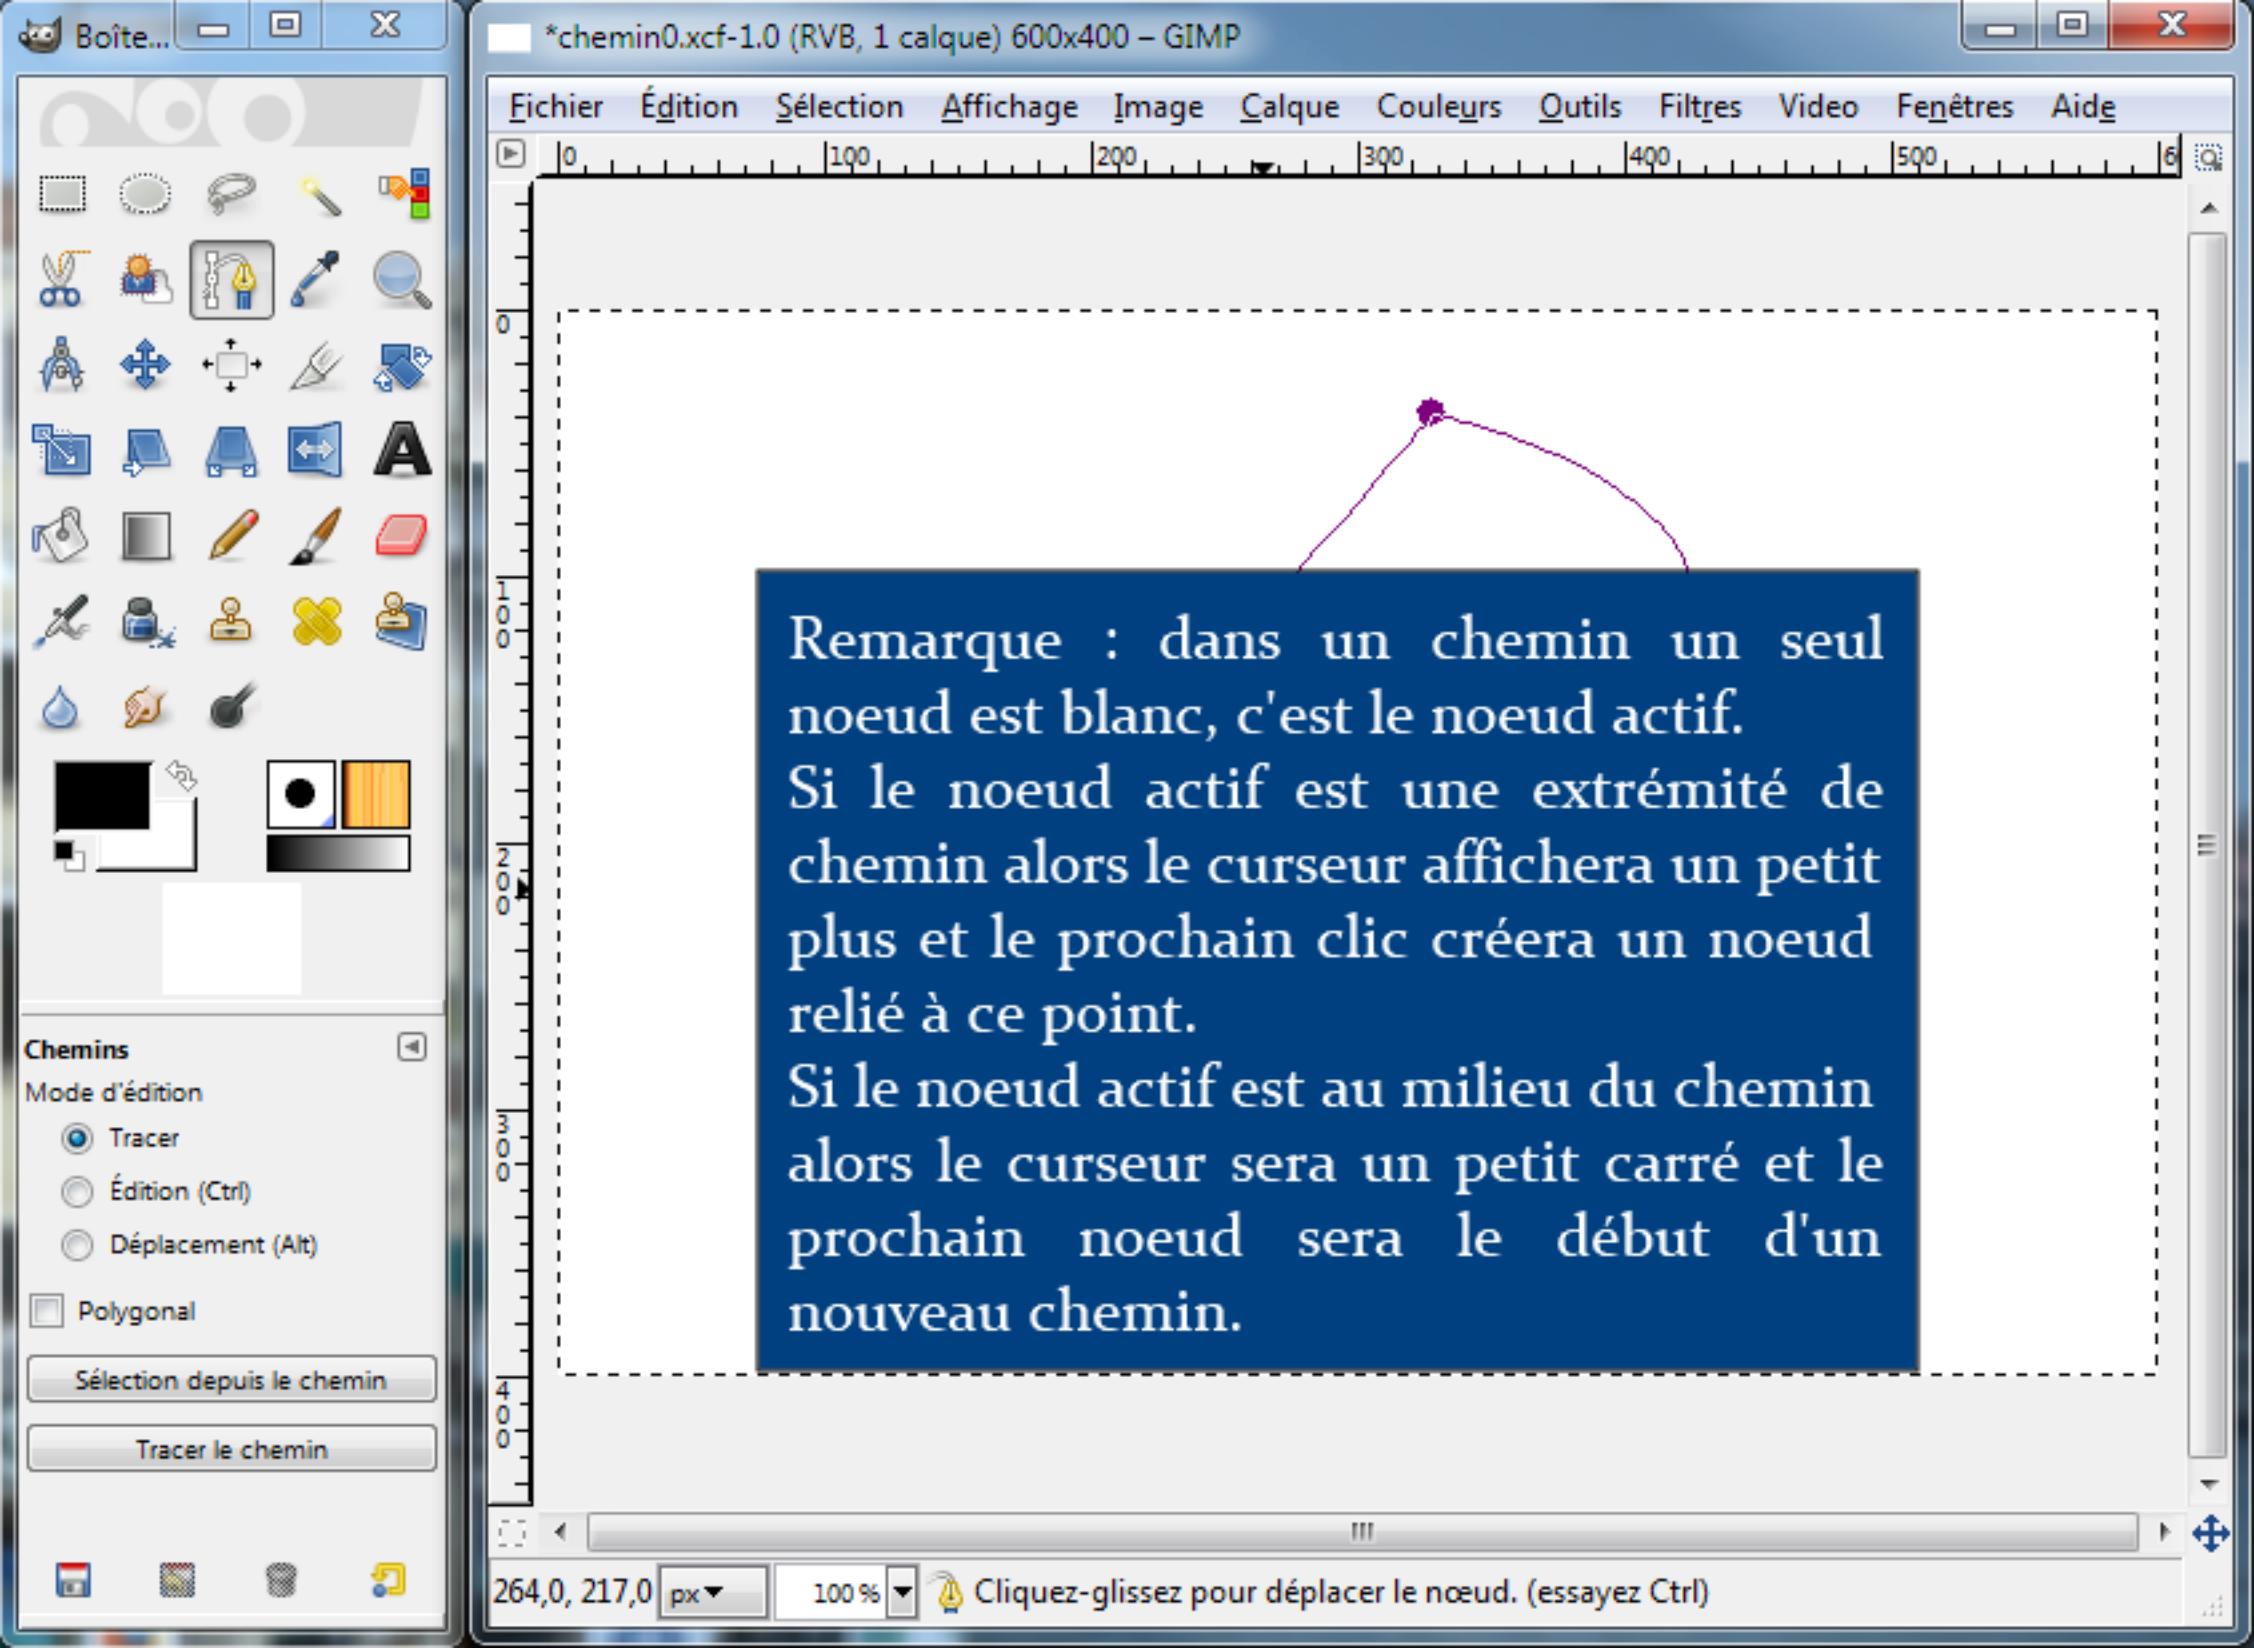 Boîte...
*chemin0.xcf-1.0 (RVB, 1 calque) 600x400 – GIMP
Fichier Édition Sélection Affichage Image Calque Couleurs Outils Filtres Video Fenêtres Aide
0 100 200 300 400 500 6
0
100
200
300
400
Remarque : dans un chemin un seul
noeud est blanc, c'est le noeud actif.
Si le noeud actif est une extrémité de
chemin alors le curseur affichera un petit
plus et le prochain clic créera un noeud
relié à ce point.
Si le noeud actif est au milieu du chemin
alors le curseur sera un petit carré et le
prochain noeud sera le début d'un
nouveau chemin.
Chemins
Mode d'édition
Tracer
Édition (Ctrl)
Déplacement (Alt)
Polygonal
Sélection depuis le chemin
Tracer le chemin
264,0, 217,0 px 100 % Cliquez-glissez pour déplacer le nœud. (essayez Ctrl)